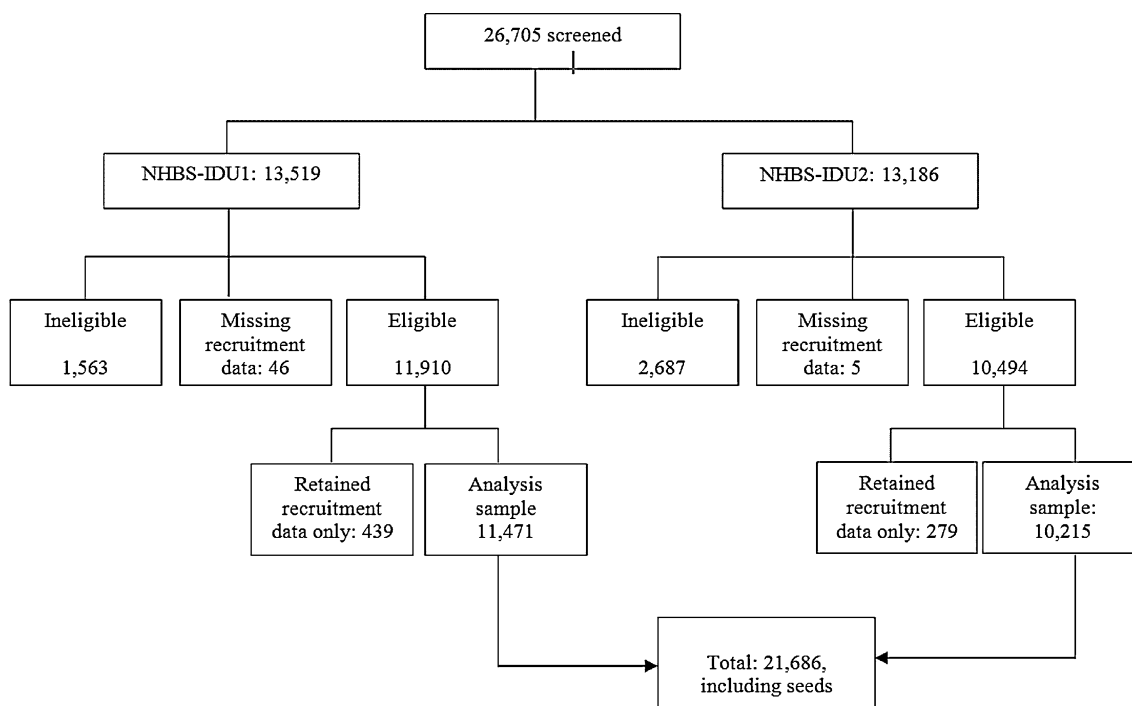 26,705 screened
NHBS-IDU1: 13,519
NHBS-IDU2: 13,186
Ineligible
1,563
Missing
recruitment
data: 46
Eligible
11,910
Ineligible
2,687
Missing
recruitment
data: 5
Eligible
10,494
Retained
recruitment
data only: 439
Analysis
sample
11,471
Retained
recruitment
data only: 279
Analysis
sample:
10,215
Total: 21,686,
including seeds